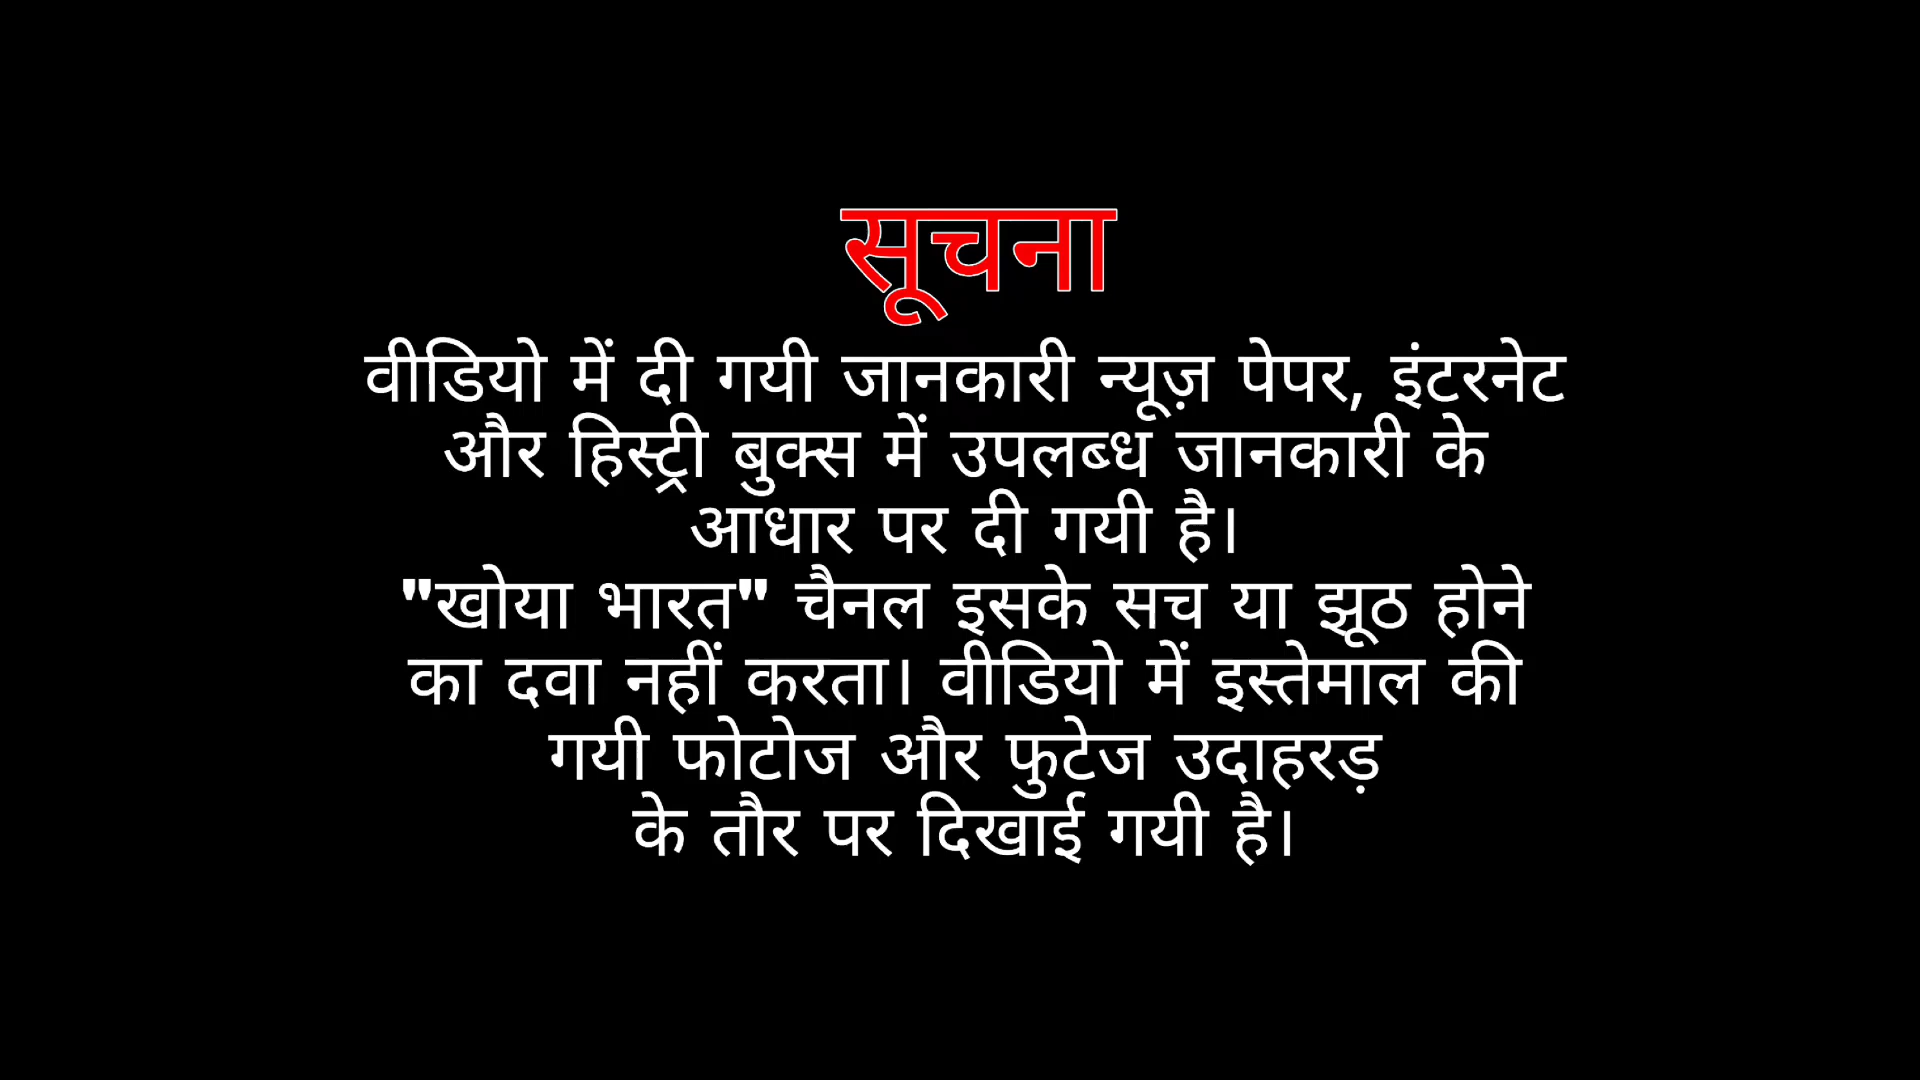 सूचना
वीडियो में दी गयी जानकारी न्यूज़ पेपर, इंटरनेट
और हिस्ट्री बुक्स में उपलब्ध जानकारी के
आधार पर दी गयी है।
"खोया भारत" चैनल इसके सच या झूठ होने
का दवा नहीं करता। वीडियो में इस्तेमाल की
गयी फोटोज और फुटेज उदाहरड़
के तौर पर दिखाई गयी है।